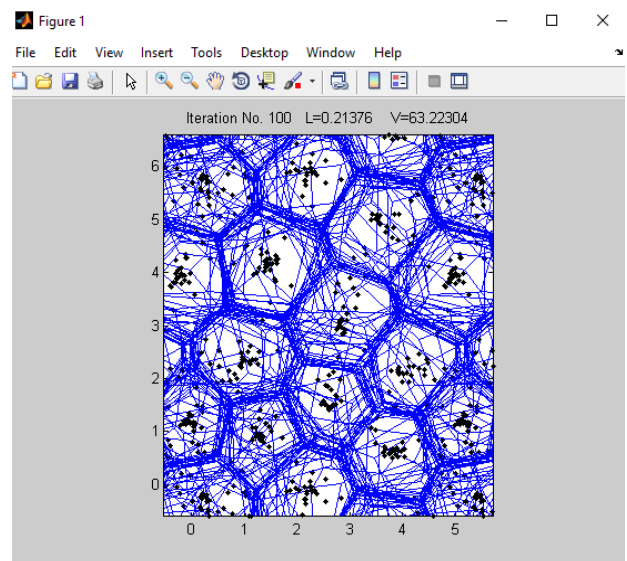 Figure 1
File Edit View Insert Tools Desktop Window Help
Iteration No. 100 L=0.21376 V=63.22304
6
5
4
3
2
1
0
0 1 2 3 4 5